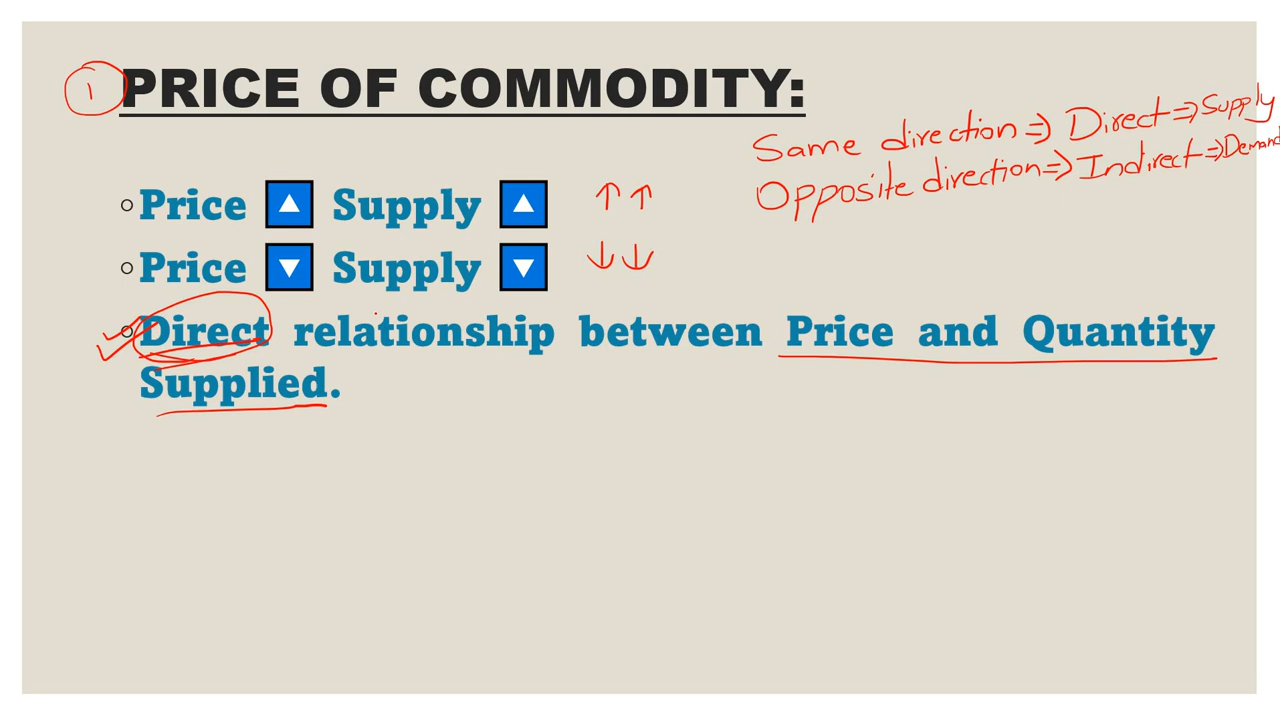 1 PRICE OF COMMODITY:
Same direction ⇒ Direct ⇒ Supply
Opposite direction ⇒ Indirect ⇒ Demand
Price 🔼 Supply 🔼 ↑ ↑
Price 🔽 Supply 🔽 ↓ ↓
Direct relationship between Price and Quantity
Supplied.